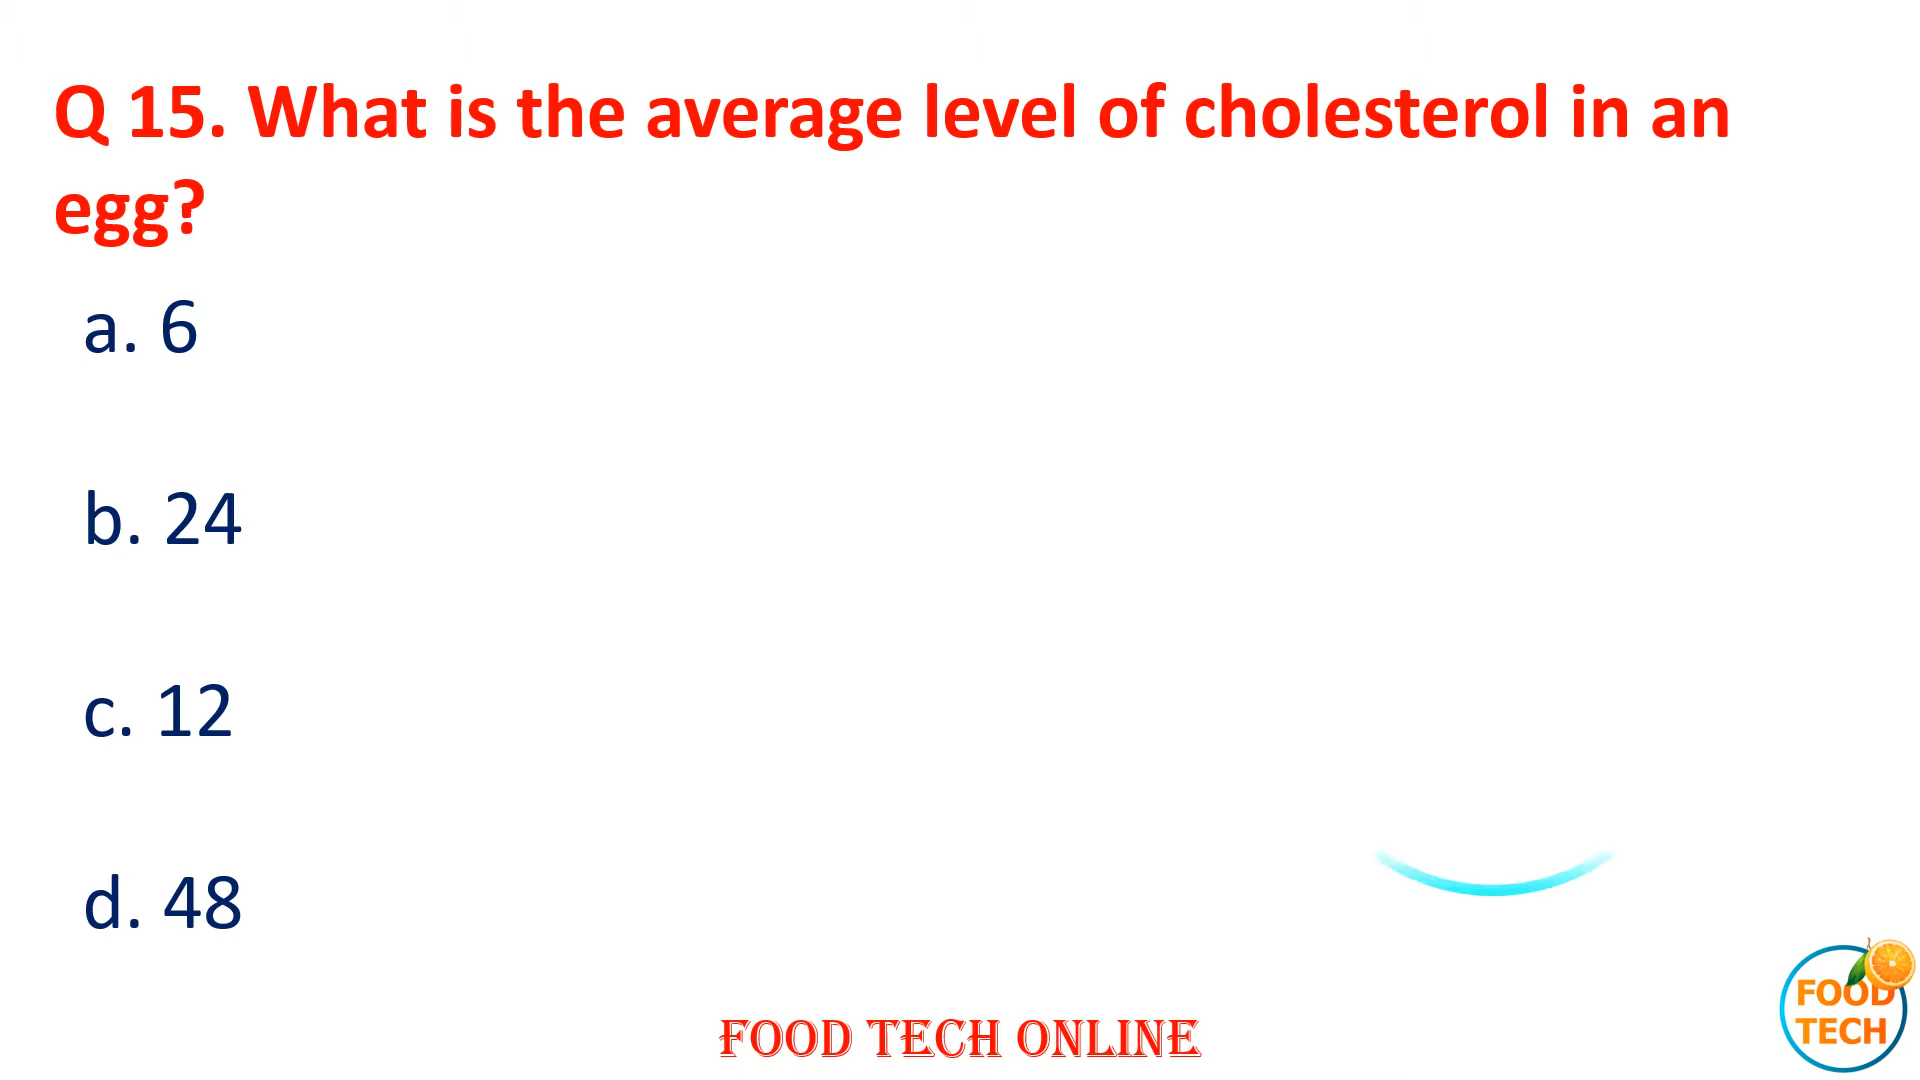 Q 15. What is the average level of cholesterol in an
egg?
a. 6
b. 24
c. 12
d. 48
FOOD TECH ONLINE
FOOD
TECH